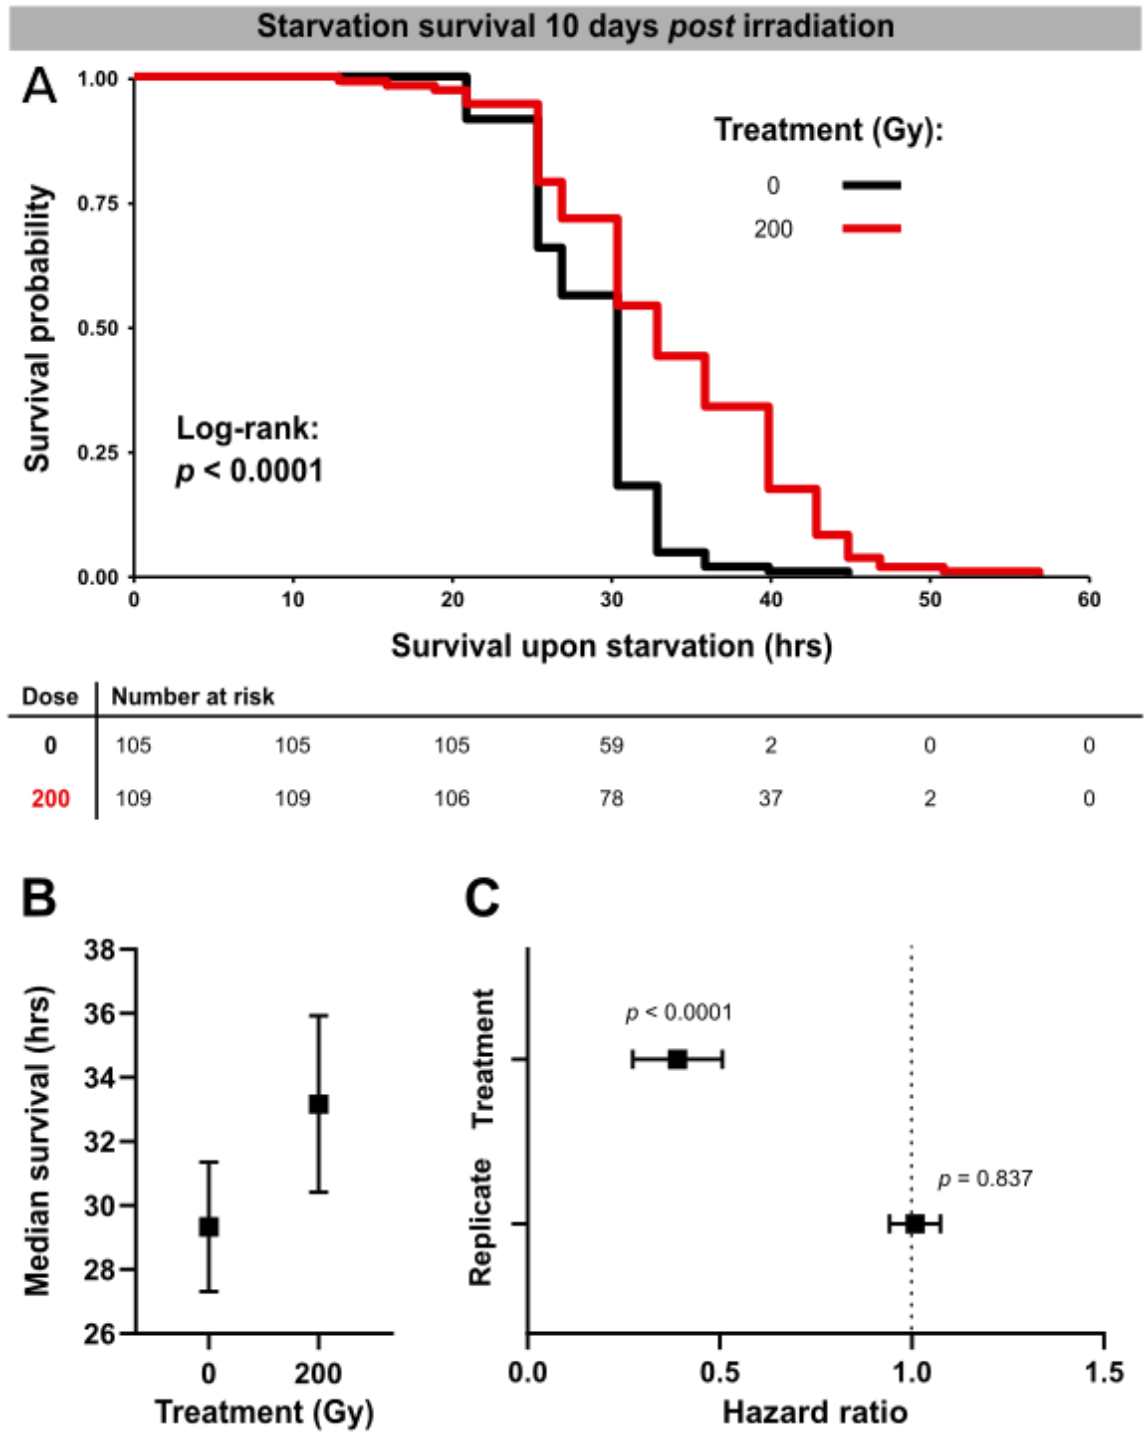 Starvation survival 10 days post irradiation
A
1.00
0.75
0.50
0.25
0.00
Survival probability
Treatment (Gy):
0
200
Log-rank:
p < 0.0001
0 10 20 30 40 50 60
Survival upon starvation (hrs)
Dose Number at risk
0 105 105 105 59 2 0 0
200 109 109 106 78 37 2 0
B
38
36
34
32
30
28
26
Median survival (hrs)
0 200
Treatment (Gy)
C
Treatment
p < 0.0001
Replicate
p = 0.837
0.0 0.5 1.0 1.5
Hazard ratio